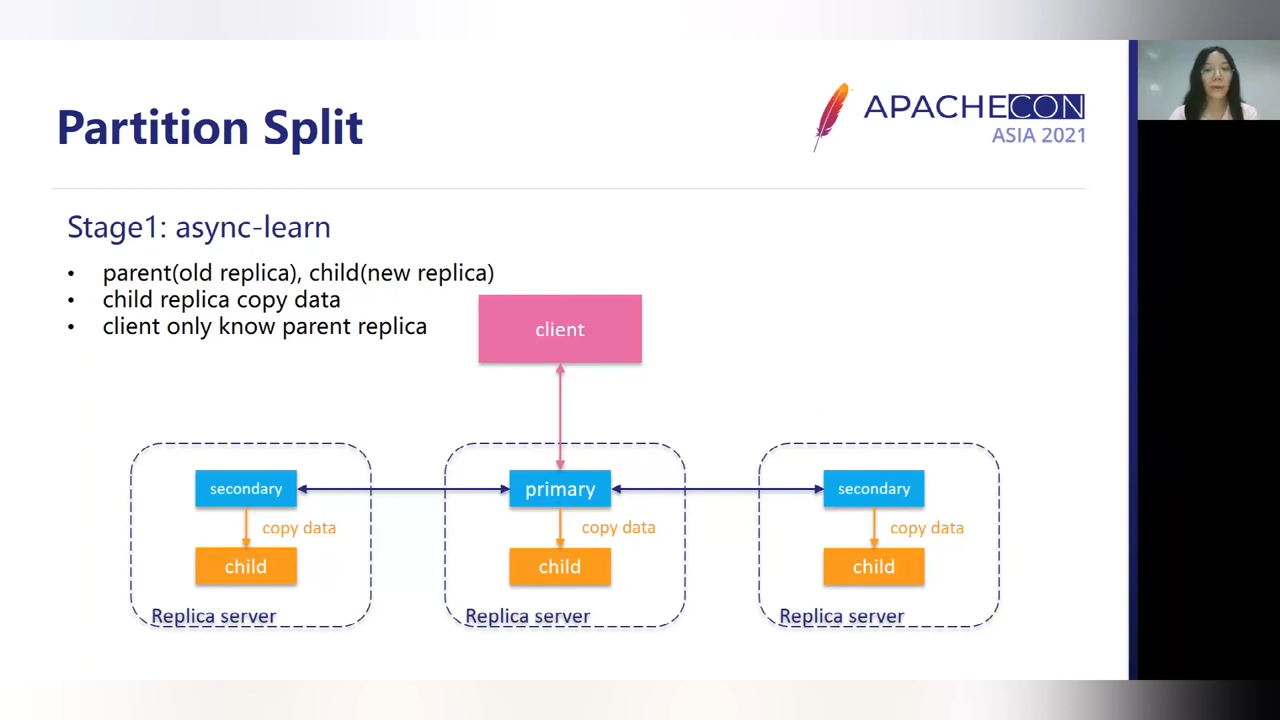 Partition Split
APACHECON
ASIA 2021
Stage1: async-learn
• parent(old replica), child(new replica)
• child replica copy data
• client only know parent replica
client
secondary
primary
secondary
copy data
copy data
copy data
child
child
child
Replica server
Replica server
Replica server